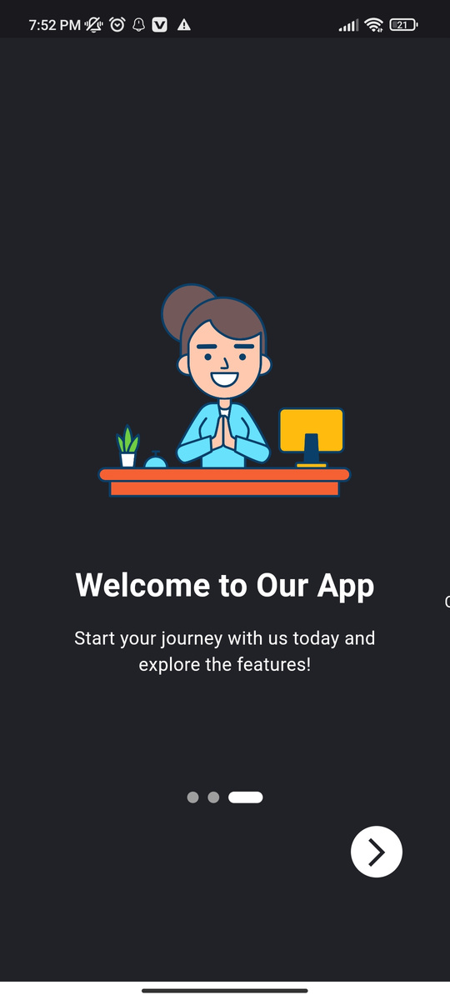 7:52 PM
21
Welcome to Our App
Start your journey with us today and
explore the features!